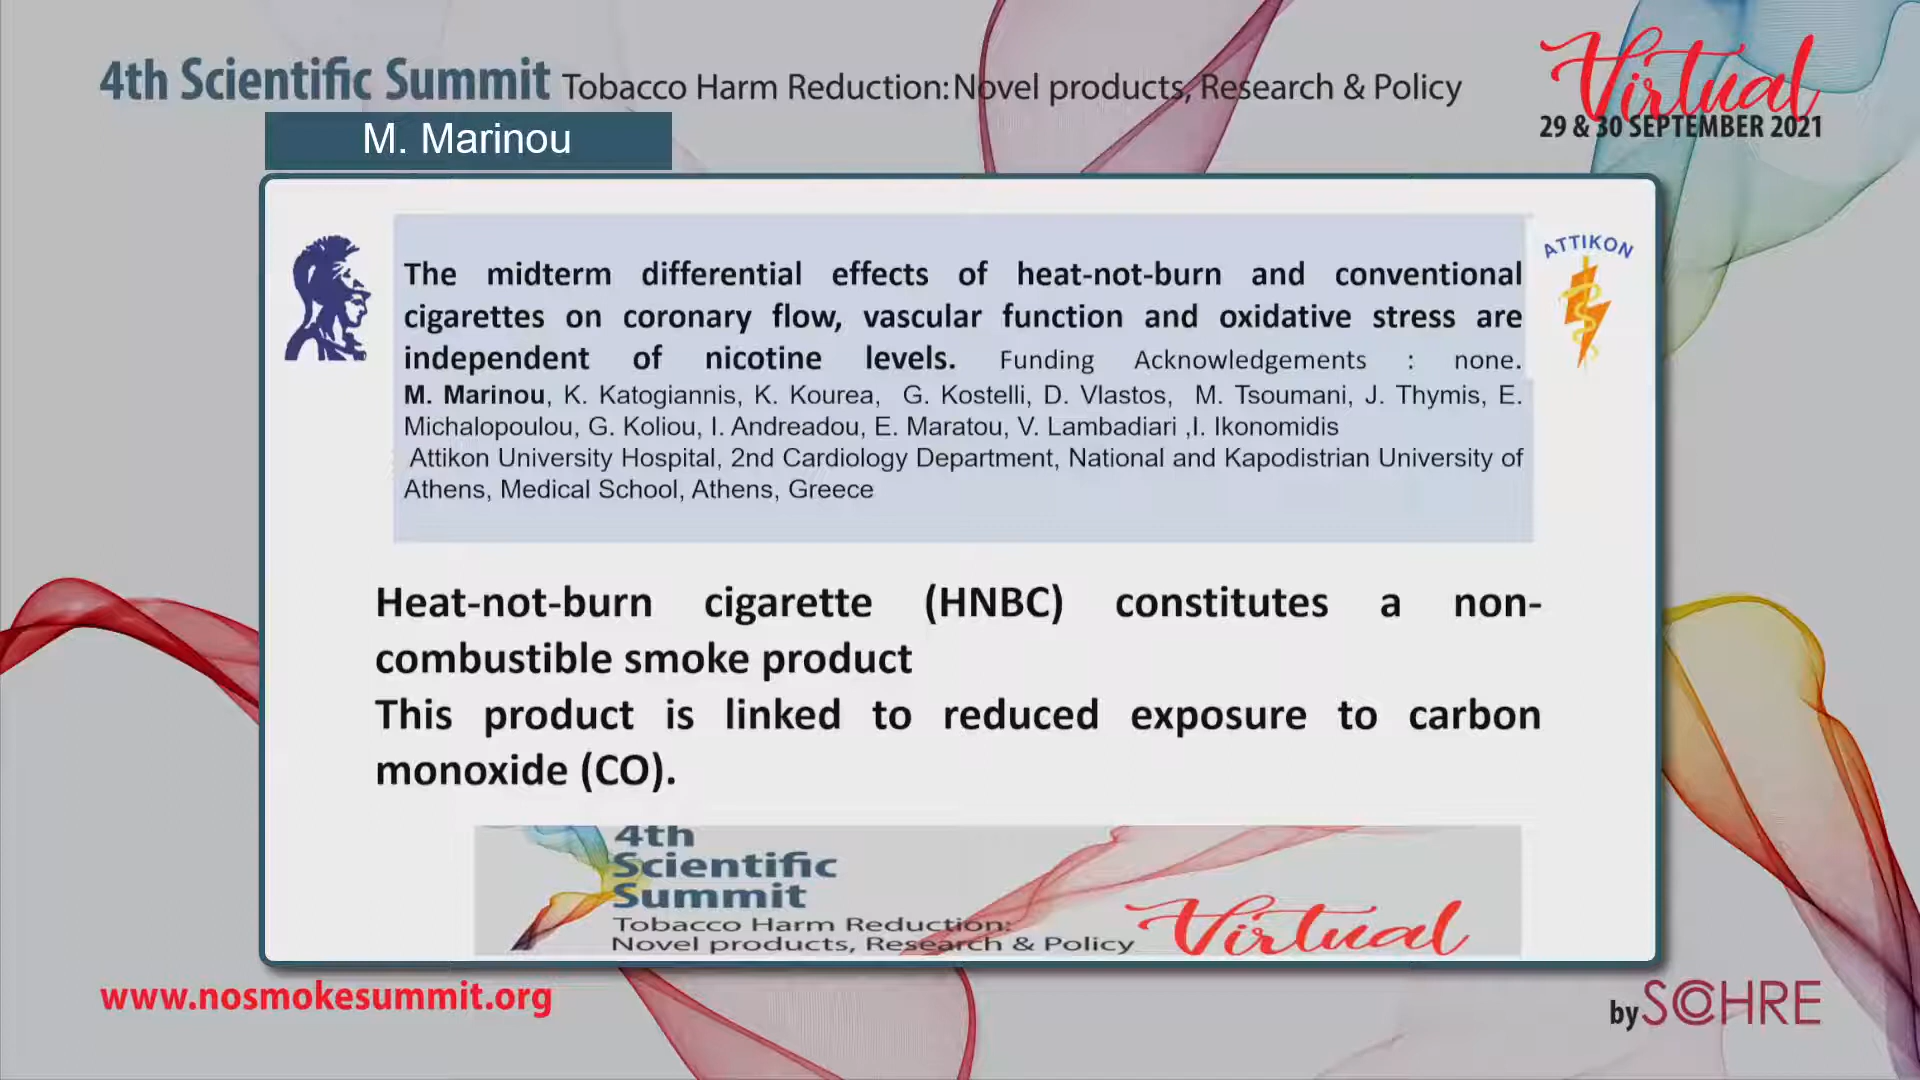 4th Scientific Summit Tobacco Harm Reduction: Novel products, Research & Policy
Virtual
29 & 30 SEPTEMBER 2021
M. Marinou
ATTIKON
The midterm differential effects of heat-not-burn and conventional
cigarettes on coronary flow, vascular function and oxidative stress are
independent of nicotine levels. Funding Acknowledgements : none.
M. Marinou, K. Katogiannis, K. Kourea, G. Kostelli, D. Vlastos, M. Tsoumani, J. Thymis, E.
Michalopoulou, G. Koliou, I. Andreadou, E. Maratou, V. Lambadiari ,I. Ikonomidis
Attikon University Hospital, 2nd Cardiology Department, National and Kapodistrian University of
Athens, Medical School, Athens, Greece
Heat-not-burn cigarette (HNBC) constitutes a non-
combustible smoke product
This product is linked to reduced exposure to carbon
monoxide (CO).
4th
Scientific
Summit
Tobacco Harm Reduction:
Novel products, Research & Policy
Virtual
www.nosmokesummit.org
by SCOHRE